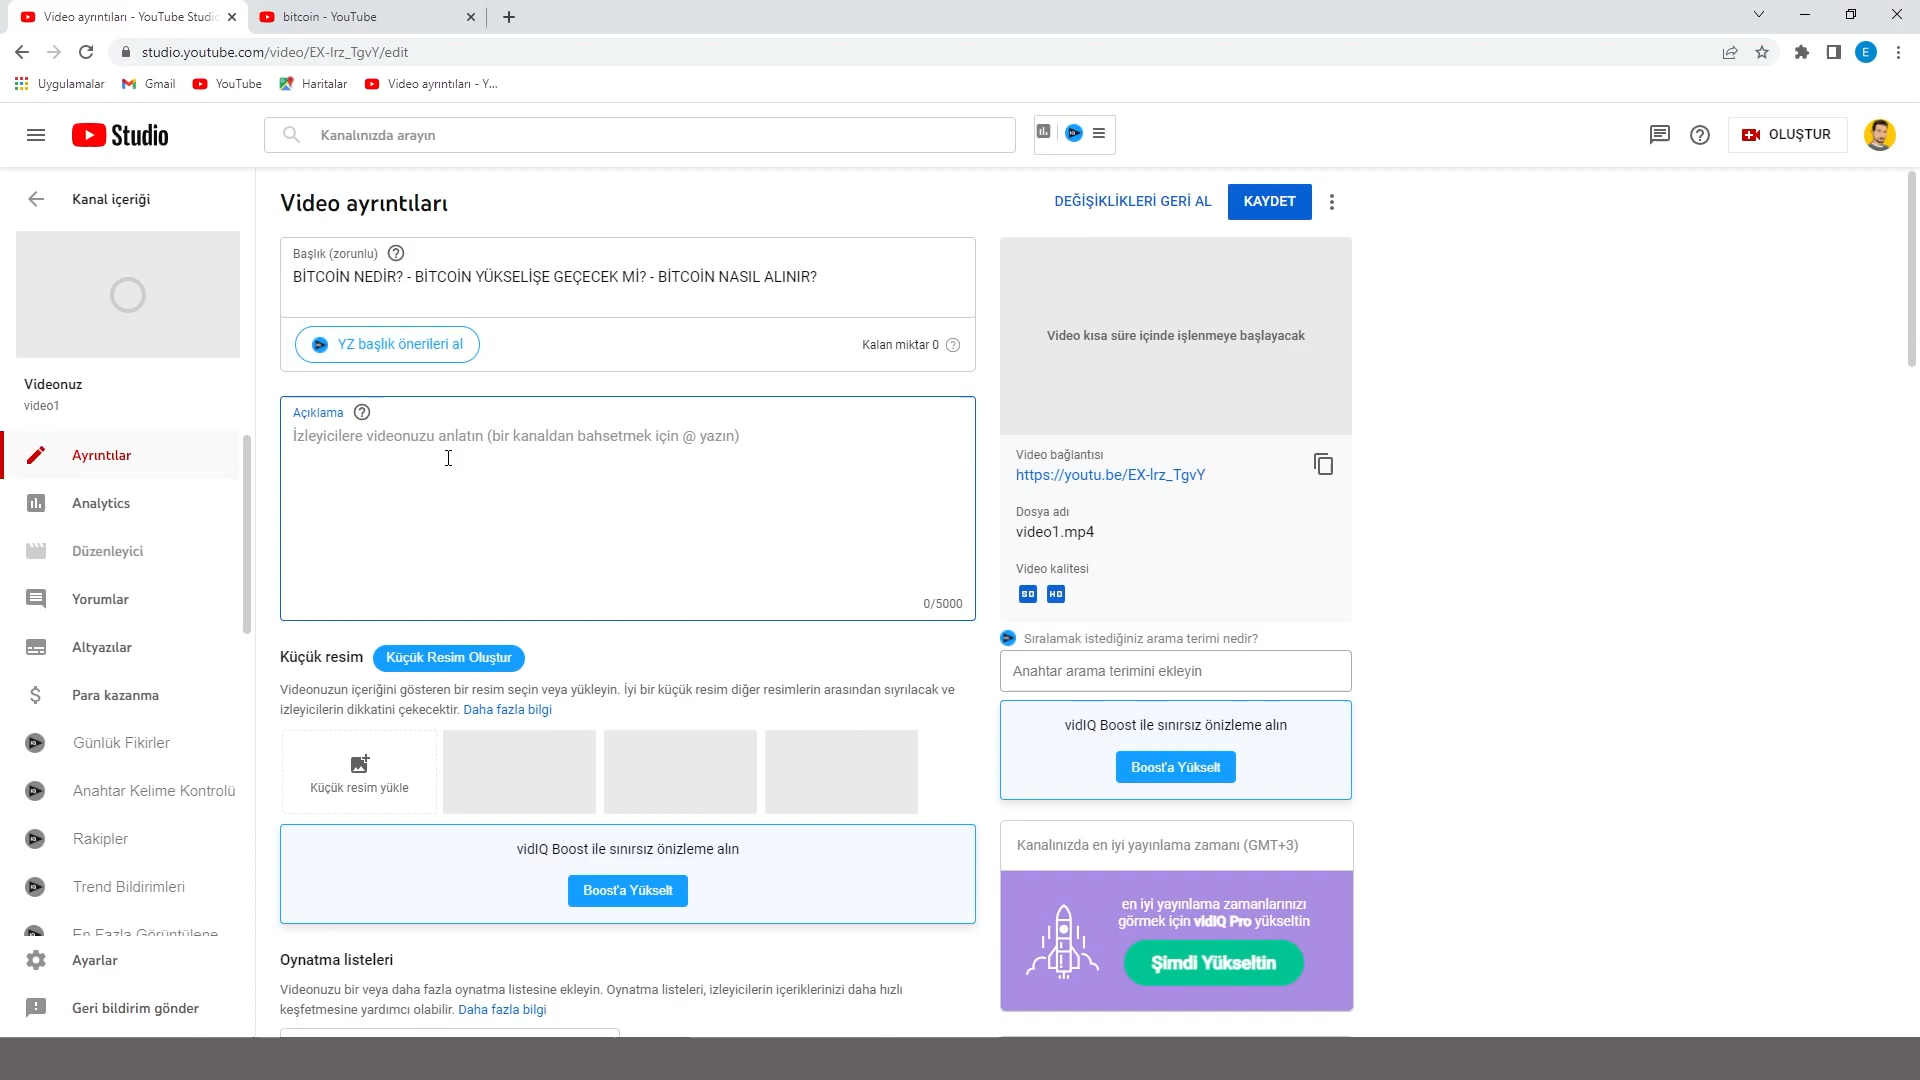 Video ayrıntıları - YouTube Studi
bitcoin - YouTube
studio.youtube.com/video/EX-lrz_TgvY/edit
E
Uygulamalar
Gmail
YouTube
Haritalar
Video ayrıntıları - Y...
Studio
Kanalınızda arayın
OLUŞTUR
Kanal içeriği
Videonuz
video1
Ayrıntılar
Analytics
Düzenleyici
Yorumlar
Altyazılar
Para kazanma
Günlük Fikirler
Anahtar Kelime Kontrolü
Rakipler
Trend Bildirimleri
En Fazla Görüntülene
Ayarlar
Geri bildirim gönder
Video ayrıntıları
DEĞİŞİKLİKLERİ GERİ AL
KAYDET
Başlık (zorunlu)
BİTCOİN NEDİR? - BİTCOİN YÜKSELİŞE GEÇECEK Mİ? - BİTCOİN NASIL ALINIR?
YZ başlık önerileri al
Kalan miktar 0
Açıklama
İzleyicilere videonuzu anlatın (bir kanaldan bahsetmek için @ yazın)
0/5000
Küçük resim
Küçük Resim Oluştur
Videonuzun içeriğini gösteren bir resim seçin veya yükleyin. İyi bir küçük resim diğer resimlerin arasından sıyrılacak ve
izleyicilerin dikkatini çekecektir. Daha fazla bilgi
Küçük resim yükle
vidIQ Boost ile sınırsız önizleme alın
Boost'a Yükselt
Oynatma listeleri
Videonuzu bir veya daha fazla oynatma listesine ekleyin. Oynatma listeleri, izleyicilerin içeriklerinizi daha hızlı
keşfetmesine yardımcı olabilir. Daha fazla bilgi
Video kısa süre içinde işlenmeye başlayacak
Video bağlantısı
https://youtu.be/EX-lrz_TgvY
Dosya adı
video1.mp4
Video kalitesi
SD HD
Sıralamak istediğiniz arama terimi nedir?
Anahtar arama terimini ekleyin
vidIQ Boost ile sınırsız önizleme alın
Boost'a Yükselt
Kanalınızda en iyi yayınlama zamanı (GMT+3)
en iyi yayınlama zamanlarınızı
görmek için vidIQ Pro yükseltin
Şimdi Yükseltin